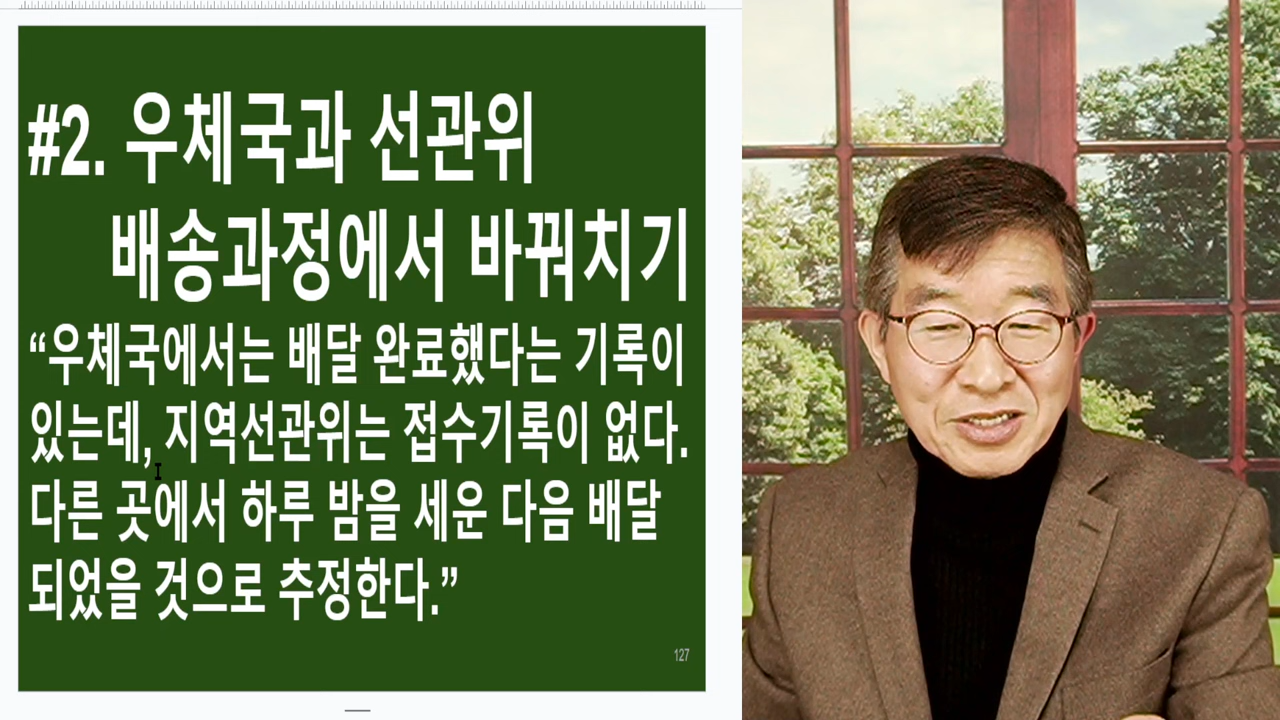 #2. 우체국과 선관위
배송과정에서 바꿔치기
“우체국에서는 배달 완료했다는 기록이
있는데, 지역선관위는 접수기록이 없다.
다른 곳에서 하루 밤을 세운 다음 배달
되었을 것으로 추정한다.”
127